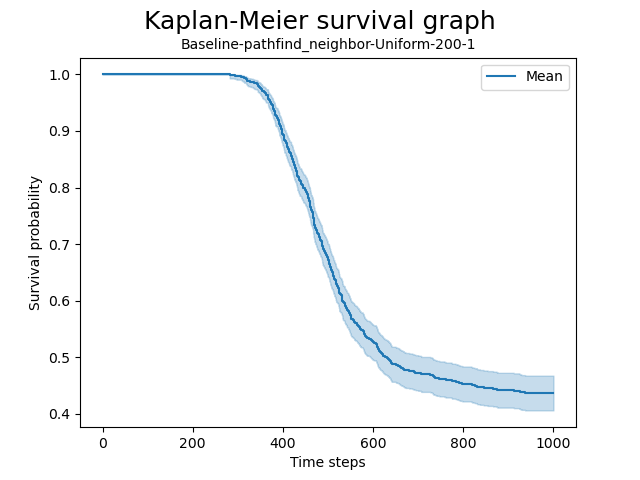 Kaplan-Meier survival graph
Baseline-pathfind_neighbor-Uniform-200-1
Mean
1.0
0.9
0.8
0.7
0.6
0.5
0.4
Survival probability
0 200 400 600 800 1000
Time steps